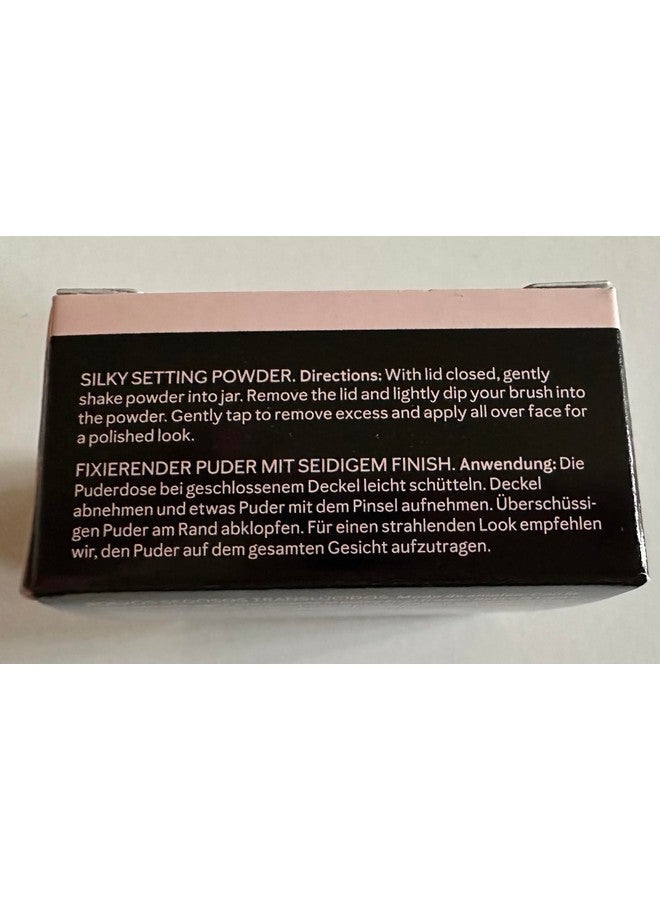 SILKY SETTING POWDER. Directions: With lid closed, gently
shake powder into jar. Remove the lid and lightly dip your brush into
the powder. Gently tap to remove excess and apply all over face for
a polished look.
FIXIERENDER PUDER MIT SEIDIGEM FINISH. Anwendung: Die
Puderdose bei geschlossenem Deckel leicht schütteln. Deckel
abnehmen und etwas Puder mit dem Pinsel aufnehmen. Überschüssi-
gen Puder am Rand abklopfen. Für einen strahlenden Look empfehlen
wir, den Puder auf dem gesamten Gesicht aufzutragen.